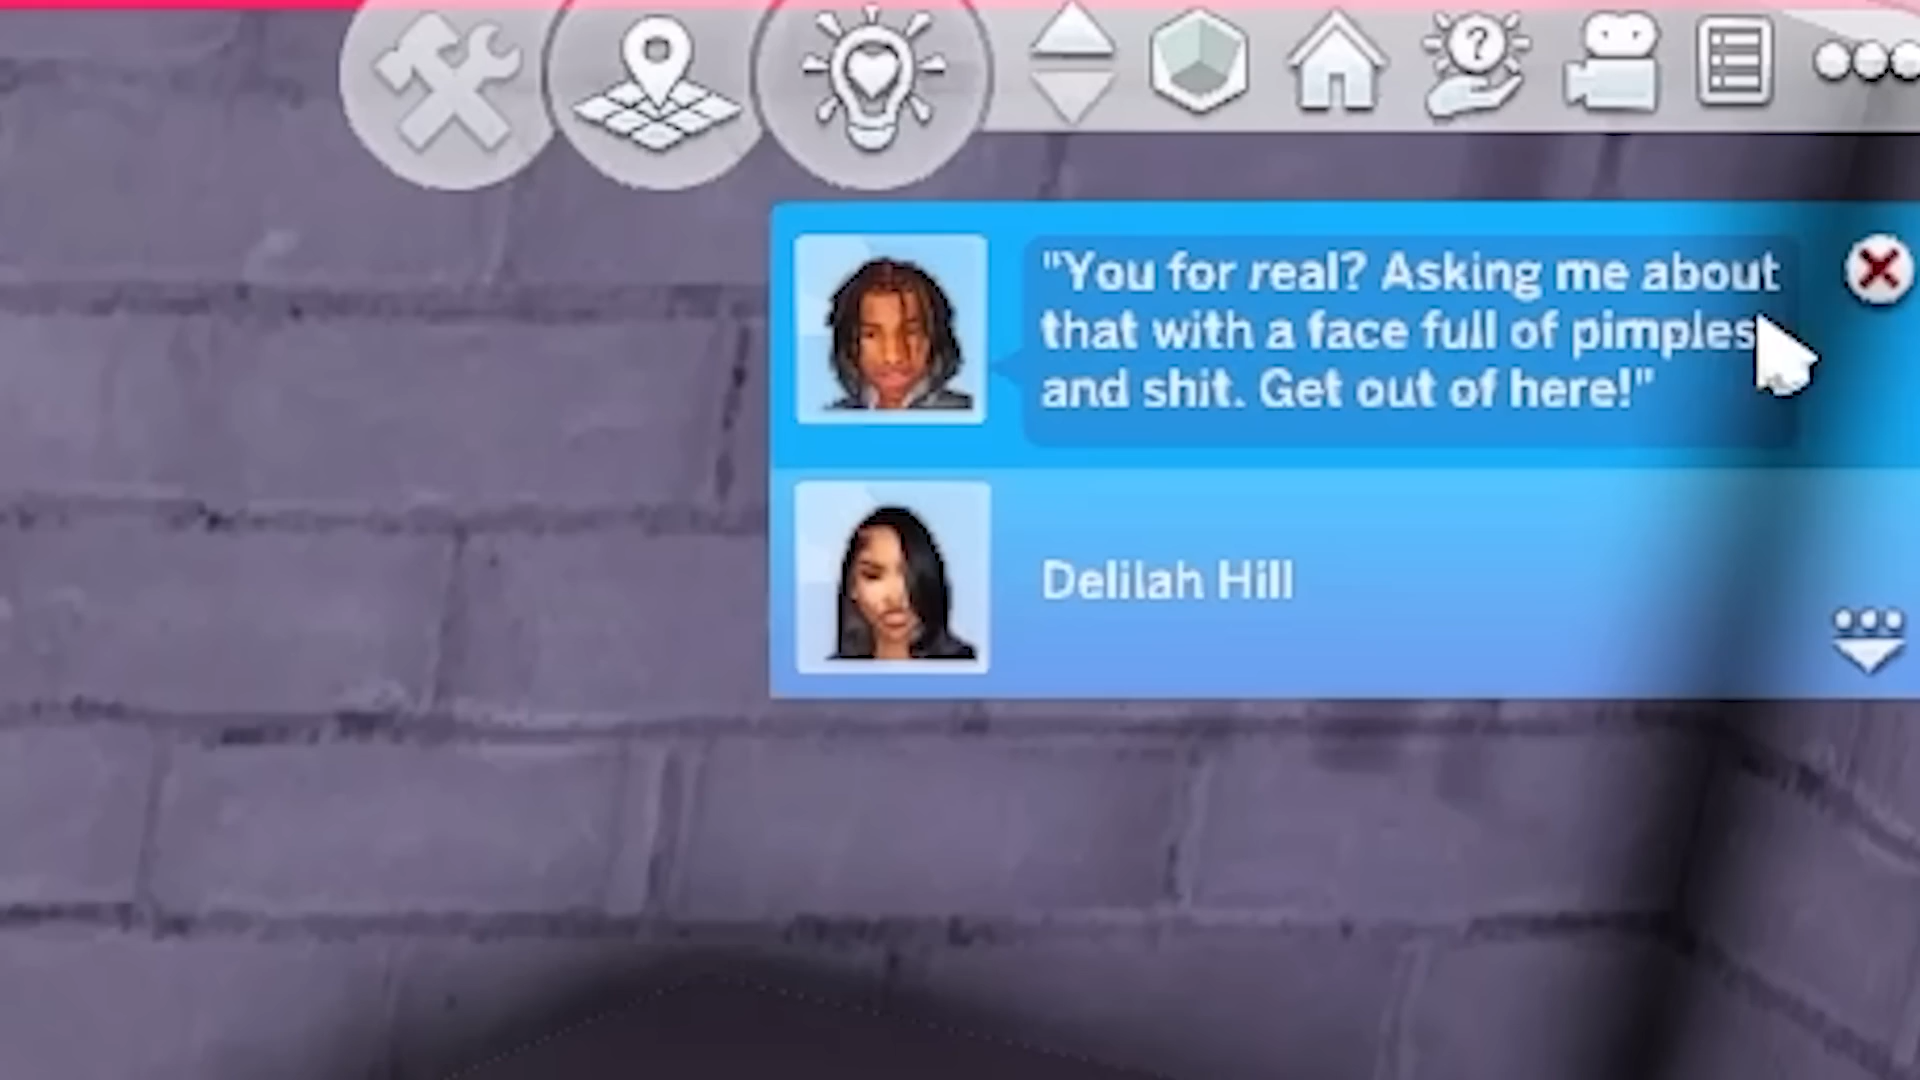 "You for real? Asking me about
that with a face full of pimples
and shit. Get out of here!"
Delilah Hill